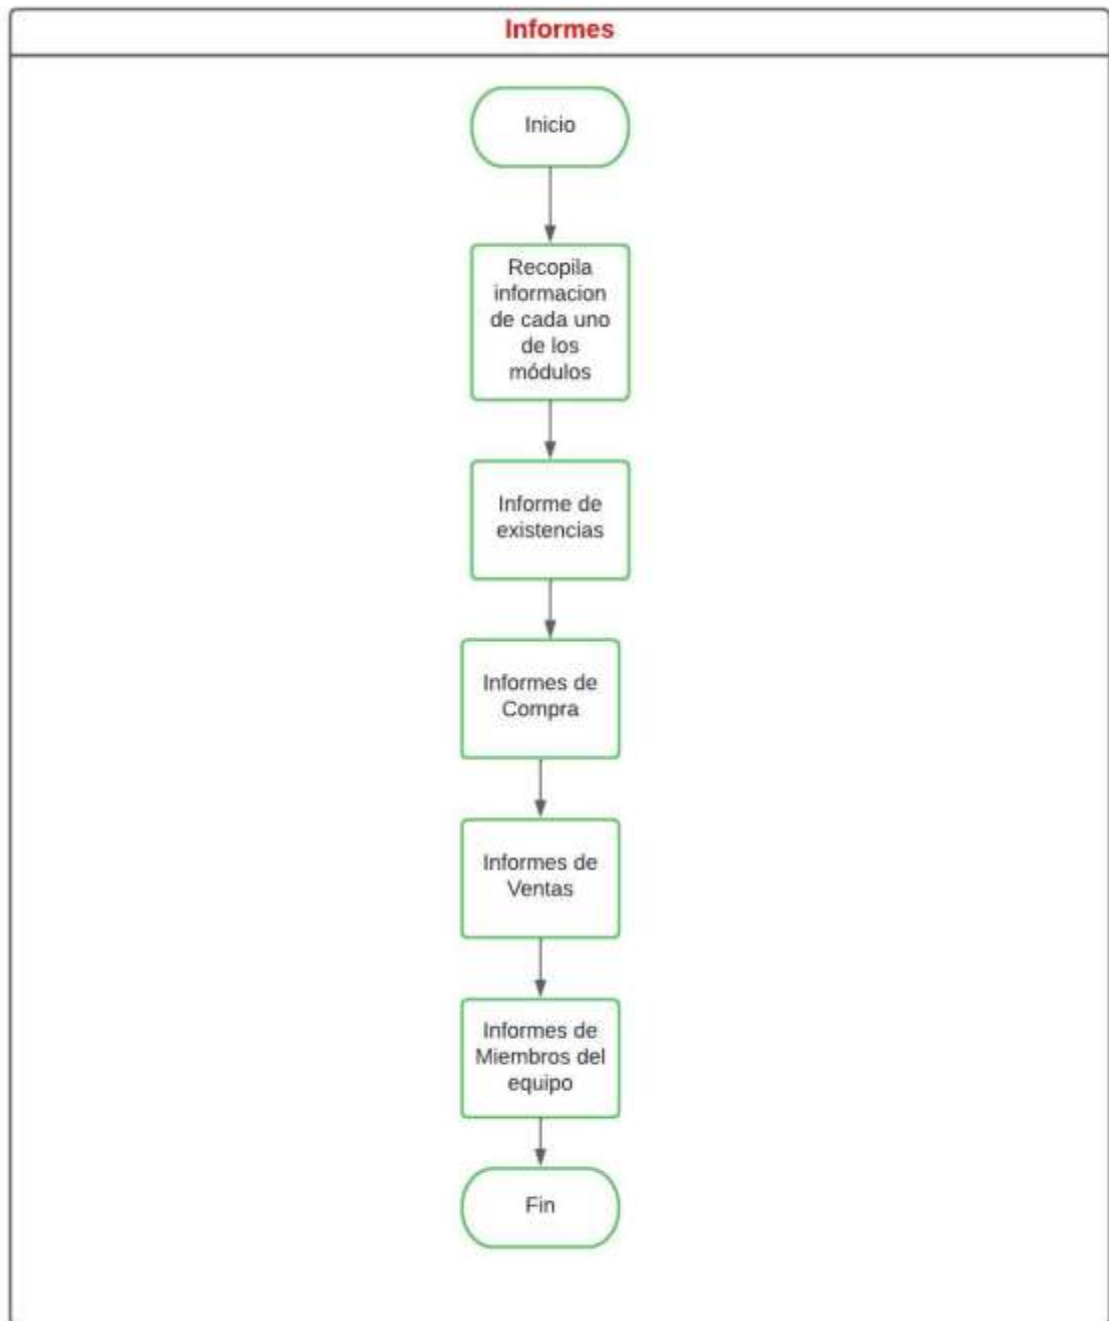 Informes
Inicio
Recopila
informacion
de cada uno
de los
módulos
Informe de
existencias
Informes de
Compra
Informes de
Ventas
Informes de
Miembros del
equipo
Fin